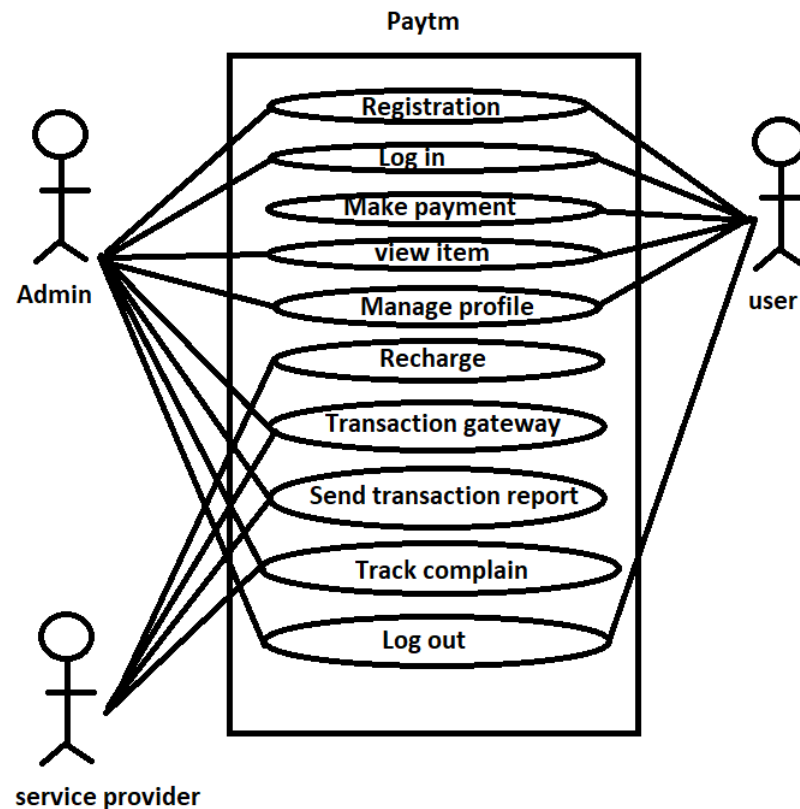 Paytm
Registration
Log in
Make payment
view item
Manage profile
Recharge
Transaction gateway
Send transaction report
Track complain
Log out
Admin
user
service provider